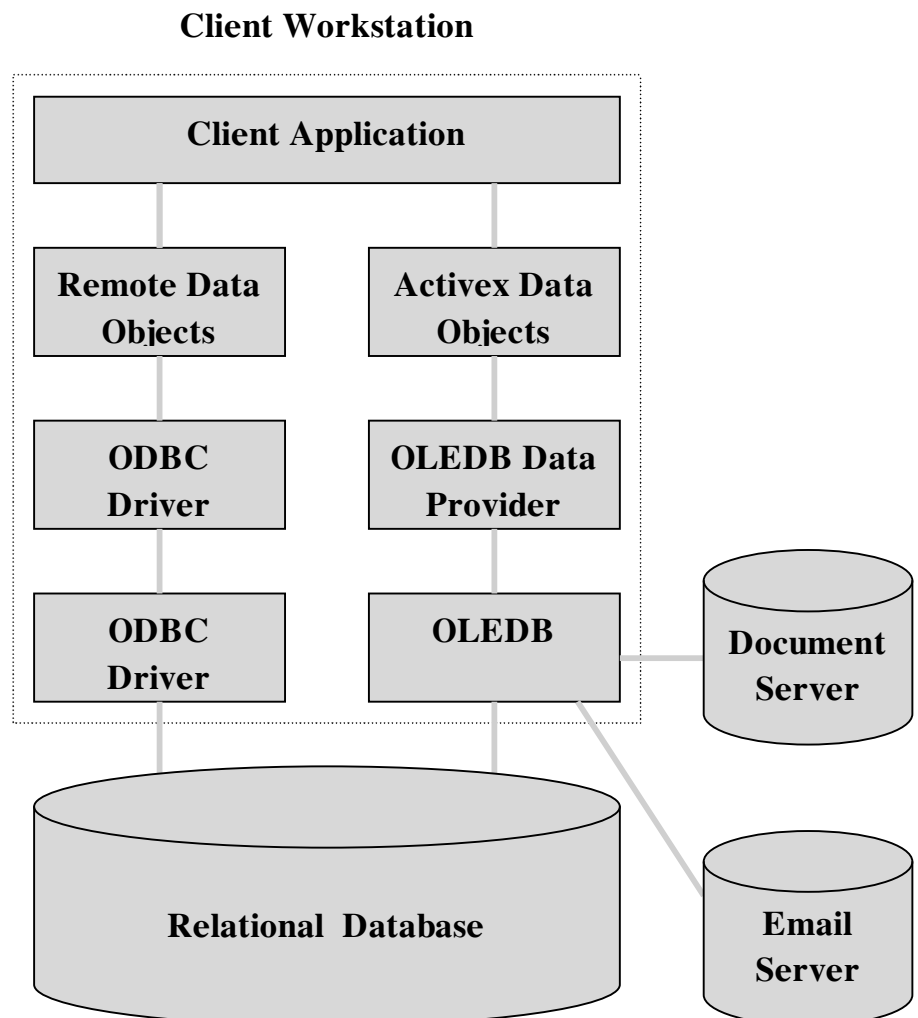 Client Workstation
Client Application
Remote Data
Objects
Activex Data
Objects
ODBC
Driver
OLEDB Data
Provider
ODBC
Driver
OLEDB
Document
Server
Relational Database
Email
Server